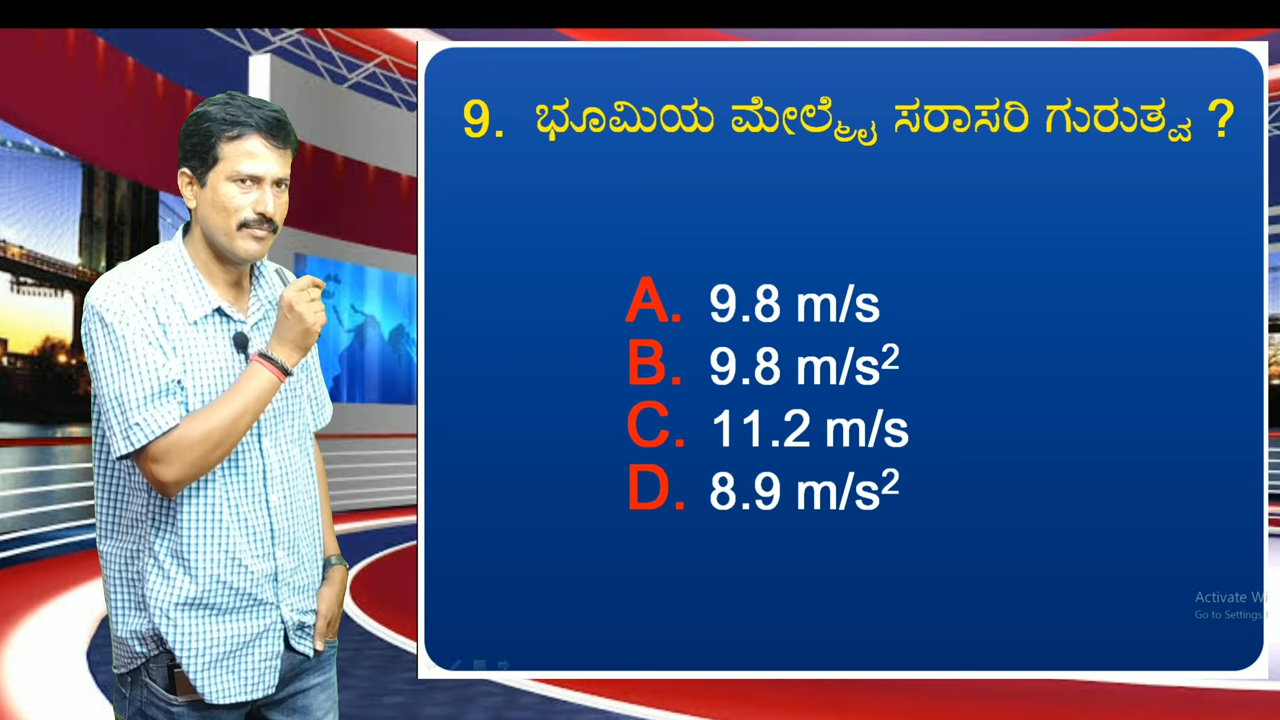 9. ಭೂಮಿಯ ಮೇಲ್ಮೈ ಸರಾಸರಿ ಗುರುತ್ವ ?
A. 9.8 m/s
B. 9.8 m/s²
C. 11.2 m/s
D. 8.9 m/s²
Activate Wi
Go to Settings